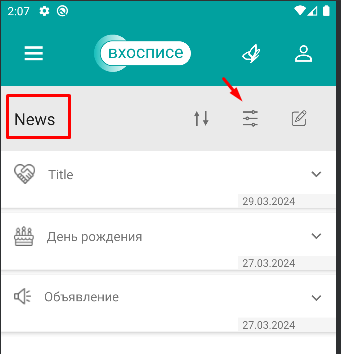 2:07
вхосписе
News
Title
29.03.2024
День рождения
27.03.2024
Объявление
27.03.2024